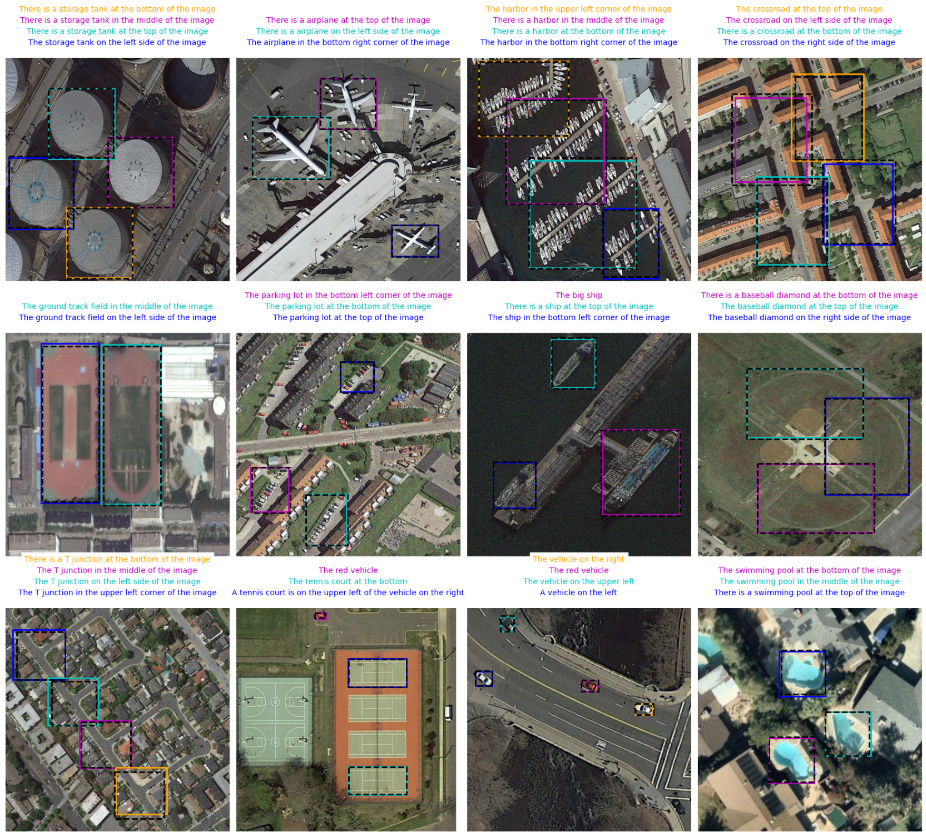 There is a storage tank at the bottom of the image
There is a storage tank in the middle of the image
There is a storage tank at the top of the image
The storage tank on the left side of the image
There is a airplane at the top of the image
There is a airplane on the left side of the image
The airplane in the bottom right corner of the image
The harbor in the upper left corner of the image
There is a harbor in the middle of the image
There is a harbor at the bottom of the image
The harbor in the bottom right corner of the image
The crossroad at the top of the image
The crossroad on the left side of the image
There is a crossroad at the bottom of the image
The crossroad on the right side of the image
The ground track field in the middle of the image
The ground track field on the left side of the image
The parking lot in the bottom left corner of the image
The parking lot at the bottom of the image
The parking lot at the top of the image
The big ship
There is a ship at the top of the image
The ship in the bottom left corner of the image
There is a baseball diamond at the bottom of the image
The baseball diamond at the top of the image
The baseball diamond on the right side of the image
There is a T junction at the bottom of the image
The T junction in the middle of the image
The T junction on the left side of the image
The T junction in the upper left corner of the image
The red vehicle
The tennis court at the bottom
A tennis court is on the upper left of the vehicle on the right
The vehicle on the right
The red vehicle
The vehicle on the upper left
A vehicle on the left
The swimming pool at the bottom of the image
The swimming pool in the middle of the image
There is a swimming pool at the top of the image